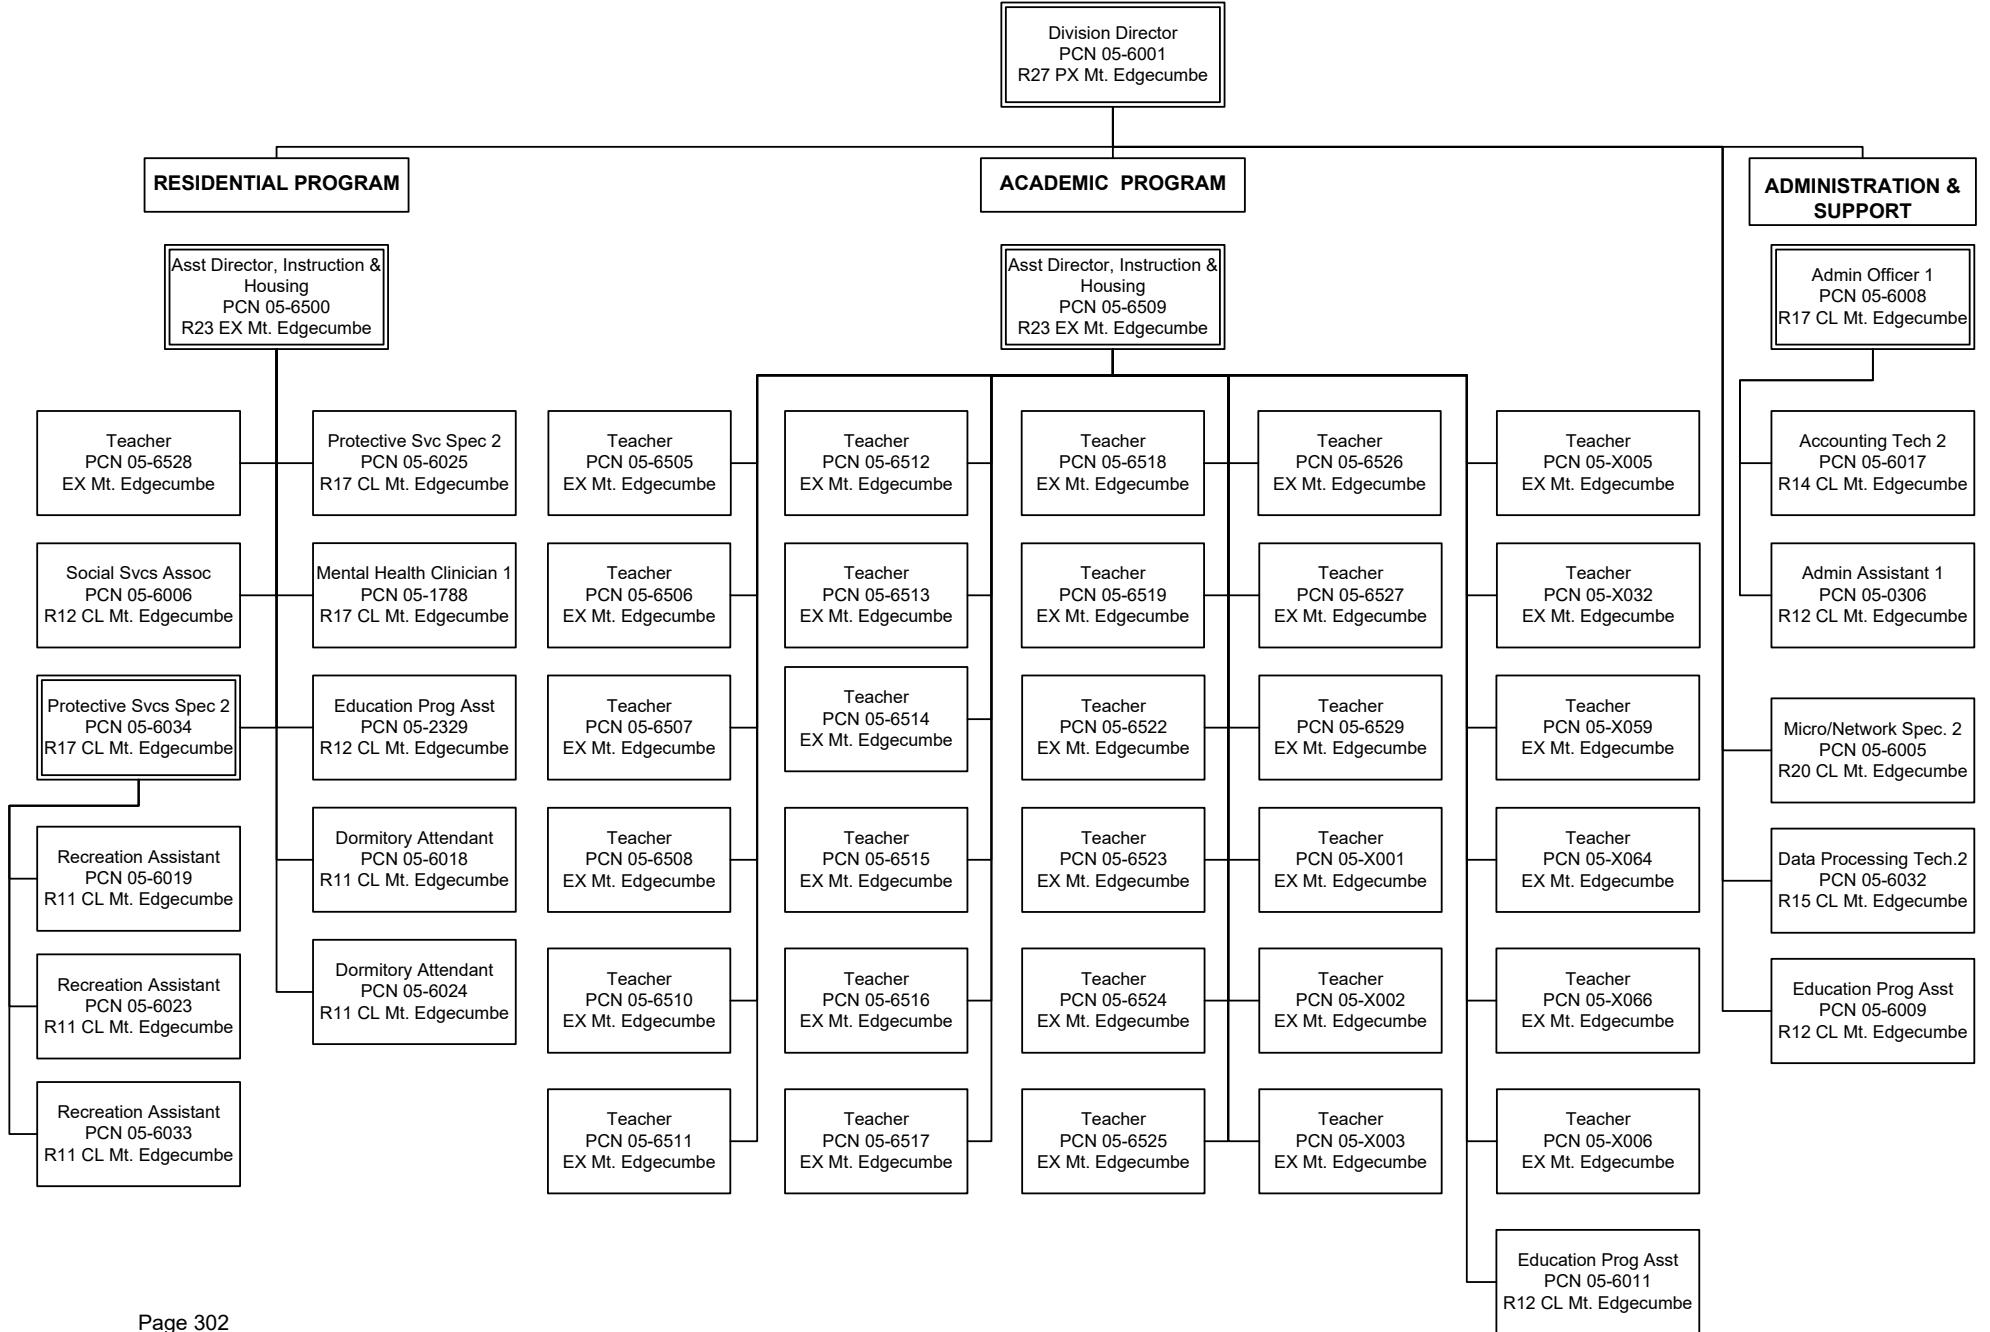 Division Director
PCN 05-6001
R27 PX Mt. Edgecumbe
RESIDENTIAL PROGRAM
ACADEMIC  PROGRAM
ADMINISTRATION &
SUPPORT
Asst Director, Instruction &
Housing
PCN 05-6500
R23 EX Mt. Edgecumbe
Asst Director, Instruction &
Housing
PCN 05-6509
R23 EX Mt. Edgecumbe
Admin Officer 1
PCN 05-6008
R17 CL Mt. Edgecumbe
Teacher
PCN 05-6528
EX Mt. Edgecumbe
Protective Svc Spec 2
PCN 05-6025
R17 CL Mt. Edgecumbe
Teacher
PCN 05-6505
EX Mt. Edgecumbe
Teacher
PCN 05-6512
EX Mt. Edgecumbe
Teacher
PCN 05-6518
EX Mt. Edgecumbe
Teacher
PCN 05-6526
EX Mt. Edgecumbe
Teacher
PCN 05-X005
EX Mt. Edgecumbe
Accounting Tech 2
PCN 05-6017
R14 CL Mt. Edgecumbe
Social Svcs Assoc
PCN 05-6006
R12 CL Mt. Edgecumbe
Mental Health Clinician 1
PCN 05-1788
R17 CL Mt. Edgecumbe
Teacher
PCN 05-6506
EX Mt. Edgecumbe
Teacher
PCN 05-6513
EX Mt. Edgecumbe
Teacher
PCN 05-6519
EX Mt. Edgecumbe
Teacher
PCN 05-6527
EX Mt. Edgecumbe
Teacher
PCN 05-X032
EX Mt. Edgecumbe
Admin Assistant 1
PCN 05-0306
R12 CL Mt. Edgecumbe
Protective Svcs Spec 2
PCN 05-6034
R17 CL Mt. Edgecumbe
Education Prog Asst
PCN 05-2329
R12 CL Mt. Edgecumbe
Teacher
PCN 05-6507
EX Mt. Edgecumbe
Teacher
PCN 05-6514
EX Mt. Edgecumbe
Teacher
PCN 05-6522
EX Mt. Edgecumbe
Teacher
PCN 05-6529
EX Mt. Edgecumbe
Teacher
PCN 05-X059
EX Mt. Edgecumbe
Micro/Network Spec. 2
PCN 05-6005
R20 CL Mt. Edgecumbe
Recreation Assistant
PCN 05-6019
R11 CL Mt. Edgecumbe
Dormitory Attendant
PCN 05-6018
R11 CL Mt. Edgecumbe
Teacher
PCN 05-6508
EX Mt. Edgecumbe
Teacher
PCN 05-6515
EX Mt. Edgecumbe
Teacher
PCN 05-6523
EX Mt. Edgecumbe
Teacher
PCN 05-X001
EX Mt. Edgecumbe
Teacher
PCN 05-X064
EX Mt. Edgecumbe
Data Processing Tech.2
PCN 05-6032
R15 CL Mt. Edgecumbe
Recreation Assistant
PCN 05-6023
R11 CL Mt. Edgecumbe
Dormitory Attendant
PCN 05-6024
R11 CL Mt. Edgecumbe
Teacher
PCN 05-6510
EX Mt. Edgecumbe
Teacher
PCN 05-6516
EX Mt. Edgecumbe
Teacher
PCN 05-6524
EX Mt. Edgecumbe
Teacher
PCN 05-X002
EX Mt. Edgecumbe
Teacher
PCN 05-X066
EX Mt. Edgecumbe
Education Prog Asst
PCN 05-6009
R12 CL Mt. Edgecumbe
Recreation Assistant
PCN 05-6033
R11 CL Mt. Edgecumbe
Teacher
PCN 05-6511
EX Mt. Edgecumbe
Teacher
PCN 05-6517
EX Mt. Edgecumbe
Teacher
PCN 05-6525
EX Mt. Edgecumbe
Teacher
PCN 05-X003
EX Mt. Edgecumbe
Teacher
PCN 05-X006
EX Mt. Edgecumbe
Education Prog Asst
PCN 05-6011
R12 CL Mt. Edgecumbe
Page 302